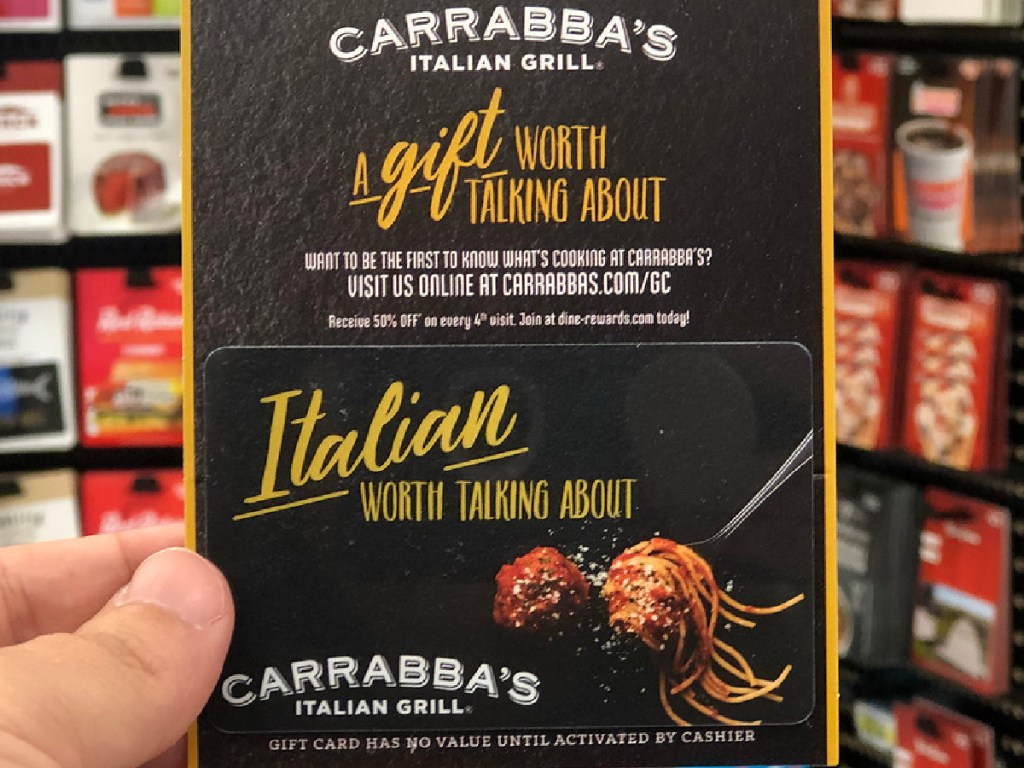 CARRABBA'S
ITALIAN GRILL®
A gift WORTH
TALKING ABOUT
WANT TO BE THE FIRST TO KNOW WHAT'S COOKING AT CARRABBA'S?
VISIT US ONLINE AT CARRABBAS.COM/GC
Receive 50% OFF* on every 4th visit. Join at dine-rewards.com today!
Italian
WORTH TALKING ABOUT
CARRABBA'S
ITALIAN GRILL®
GIFT CARD HAS NO VALUE UNTIL ACTIVATED BY CASHIER